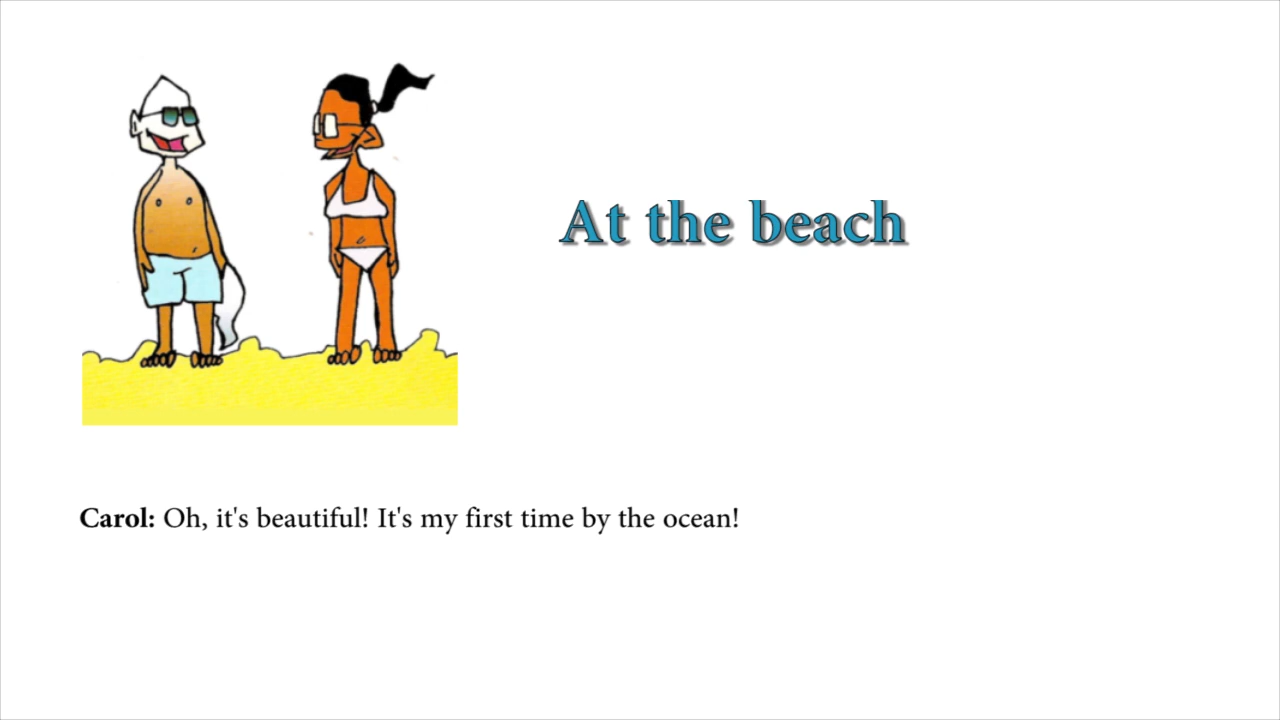 At the beach
Carol: Oh, it's beautiful! It's my first time by the ocean!